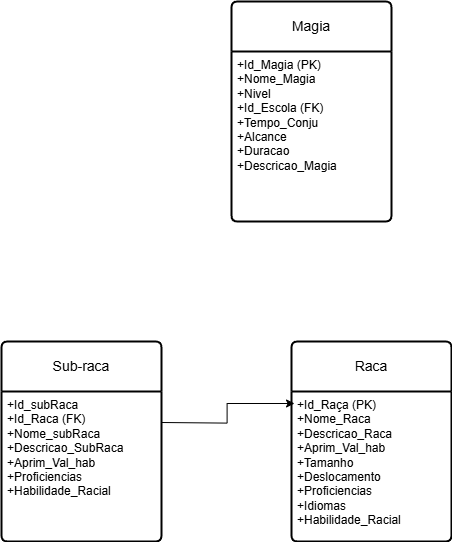 Magia
+Id_Magia (PK)
+Nome_Magia
+Nivel
+Id_Escola (FK)
+Tempo_Conju
+Alcance
+Duracao
+Descricao_Magia
Sub-raca
+Id_subRaca
+Id_Raca (FK)
+Nome_subRaca
+Descricao_SubRaca
+Aprim_Val_hab
+Proficiencias
+Habilidade_Racial
Raca
+Id_Raça (PK)
+Nome_Raca
+Descricao_Raca
+Aprim_Val_hab
+Tamanho
+Deslocamento
+Proficiencias
+Idiomas
+Habilidade_Racial